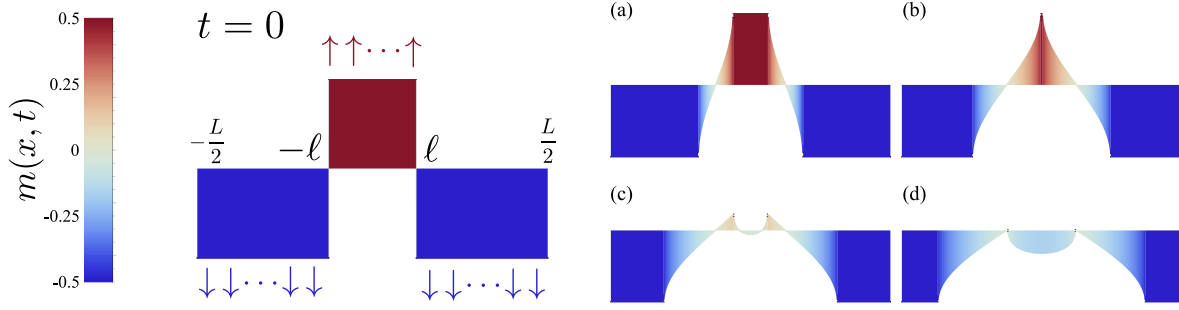 m(x, t)
0.5
0.25
0
-0.25
-0.5
t = 0
↑ ↑ ··· ↑
-L/2
-ℓ
ℓ
L/2
↓ ↓ ··· ↓ ↓
↓ ↓ ··· ↓ ↓
(a)
(b)
(c)
(d)